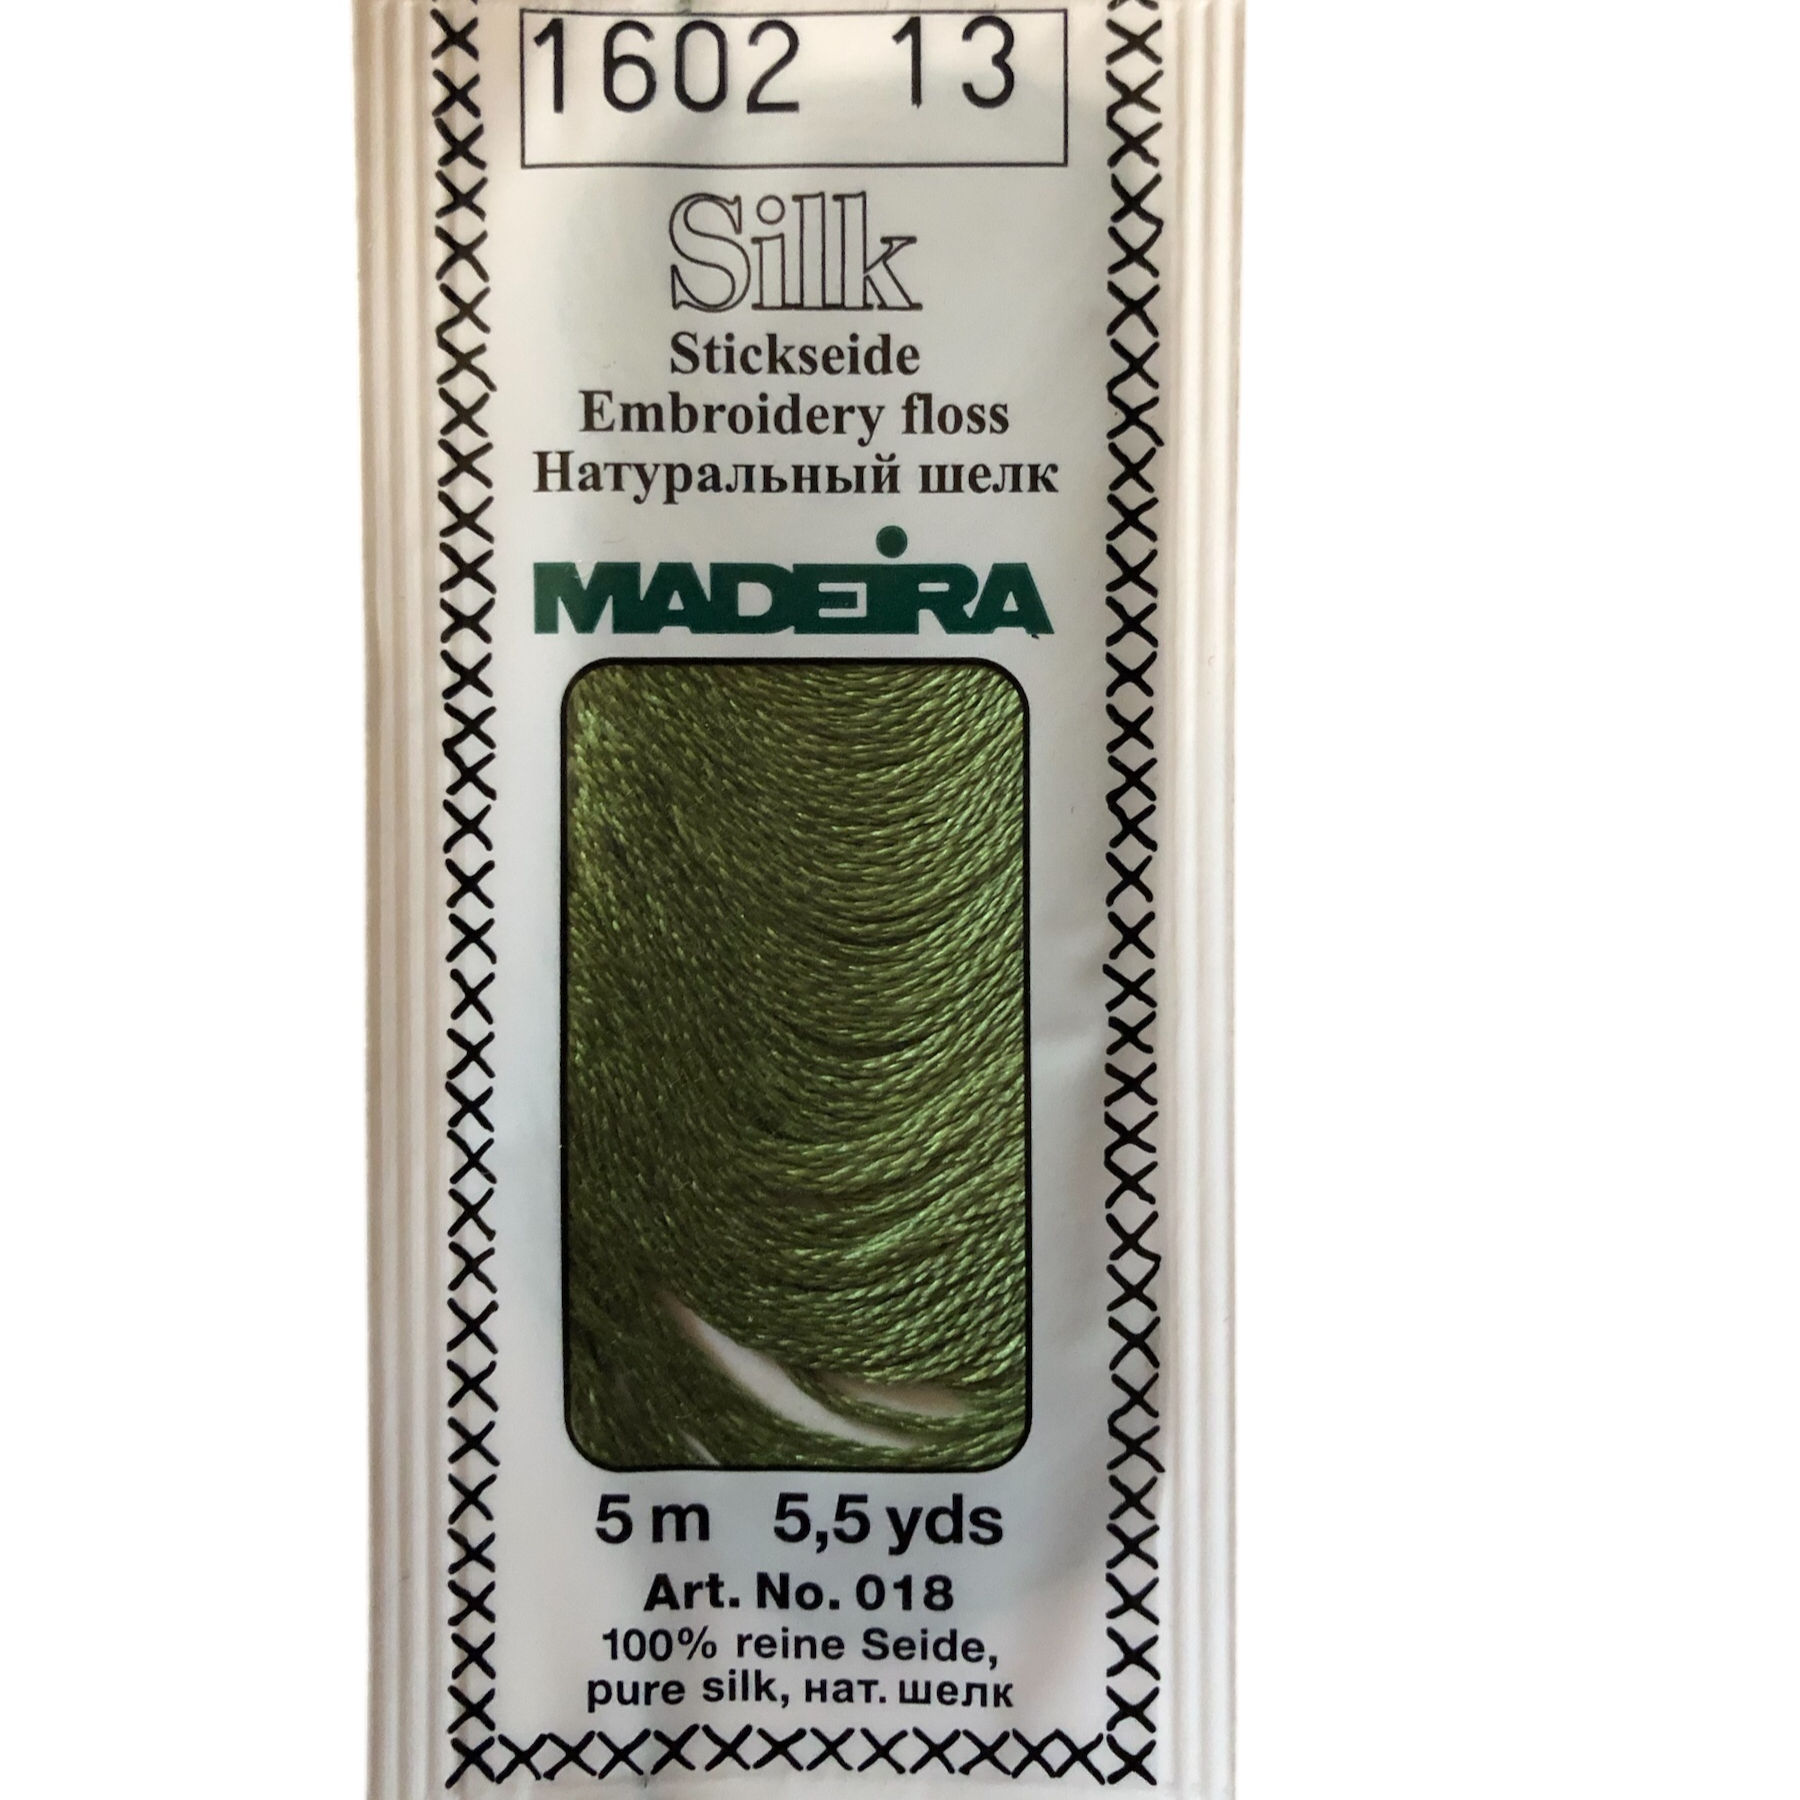 1602 13
Silk
Stickseide
Embroidery floss
Натуральный шелк
MADEIRA
5 m 5,5 yds
Art. No. 018
100% reine Seide,
pure silk, нат. шелк